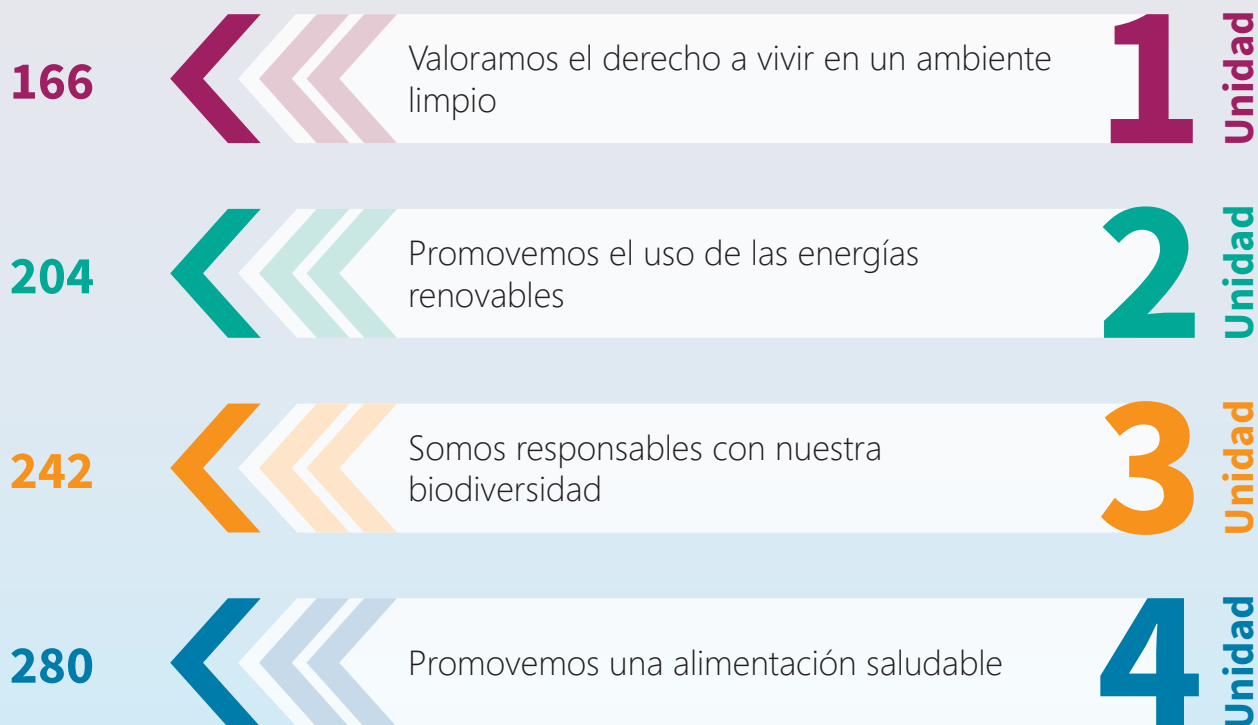 166
Valoramos el derecho a vivir en un ambiente
limpio
1
Unidad
204
Promovemos el uso de las energías
renovables
2
Unidad
242
Somos responsables con nuestra
biodiversidad
3
Unidad
280
Promovemos una alimentación saludable
4
Unidad